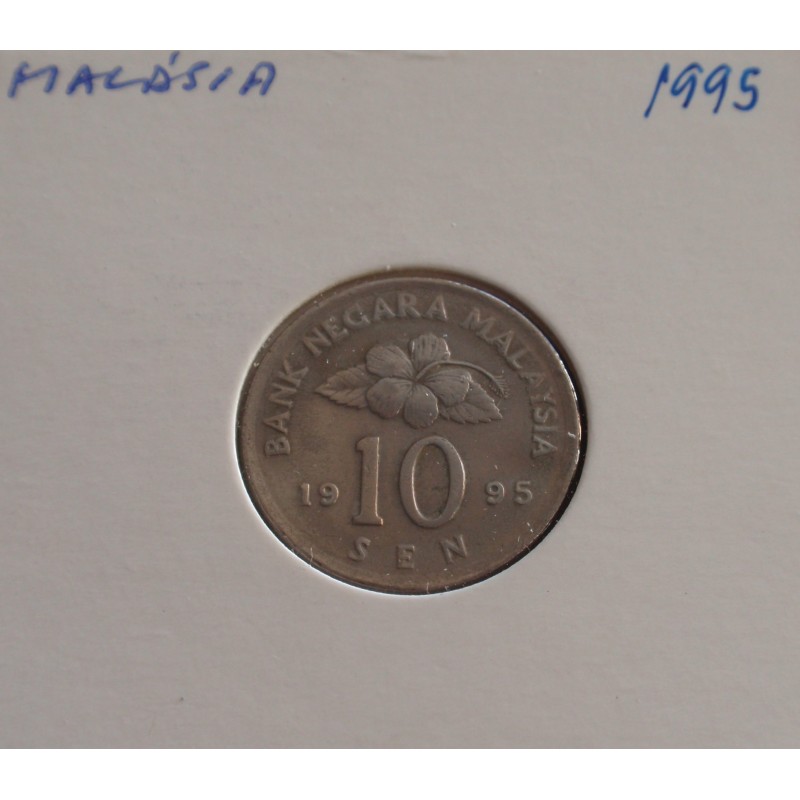 MALÁSIA 1995
BANK NEGARA MALAYSIA
19 10 95
SEN